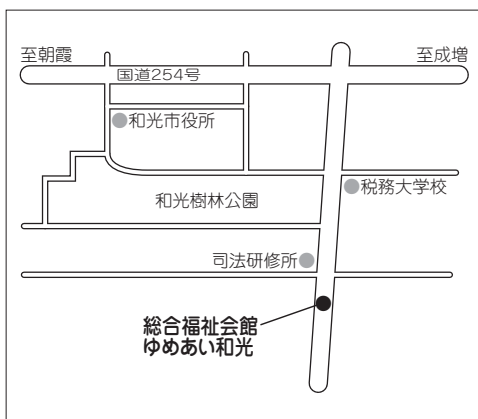 至朝霞
至成増
国道254号
和光市役所
税務大学校
和光樹林公園
司法研修所
総合福祉会館
ゆめあい和光